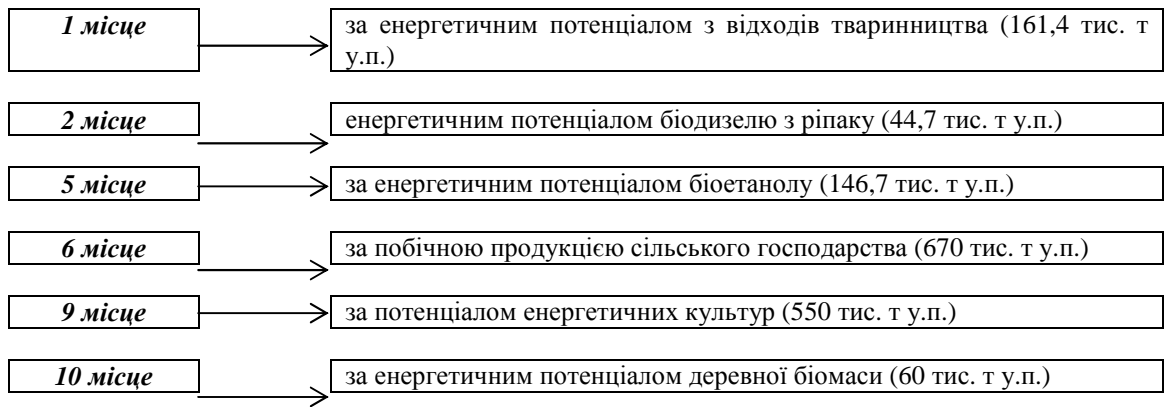 1 місце
за енергетичним потенціалом з відходів тваринництва (161,4 тис. т
у.п.)
2 місце
енергетичним потенціалом біодизелю з ріпаку (44,7 тис. т у.п.)
5 місце
за енергетичним потенціалом біоетанолу (146,7 тис. т у.п.)
6 місце
за побічною продукцією сільського господарства (670 тис. т у.п.)
9 місце
за потенціалом енергетичних культур (550 тис. т у.п.)
10 місце
за енергетичним потенціалом деревної біомаси (60 тис. т у.п.)